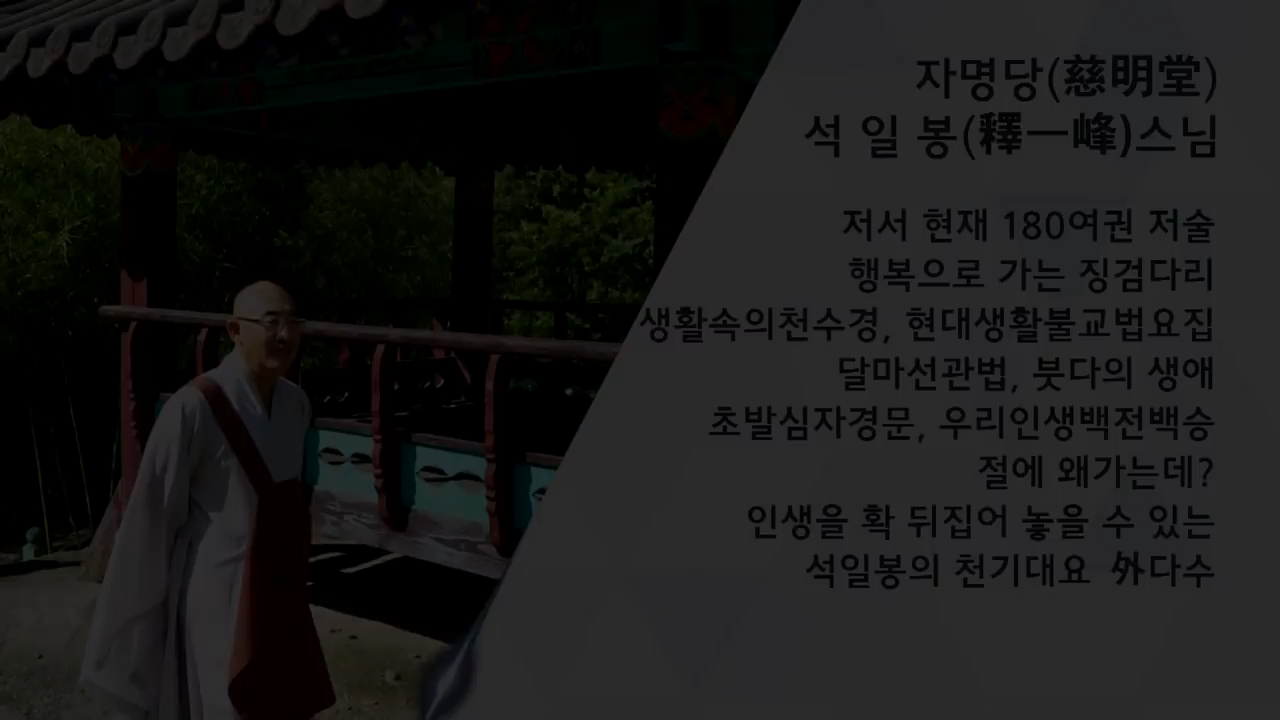 자명당(慈明堂)
석 일 봉(釋一峰)스님
저서 현재 180여권 저술
행복으로 가는 징검다리
생활속의천수경, 현대생활불교법요집
달마선관법, 붓다의 생애
초발심자경문, 우리인생백전백승
절에 왜가는데?
인생을 확 뒤집어 놓을 수 있는
석일봉의 천기대요 外다수